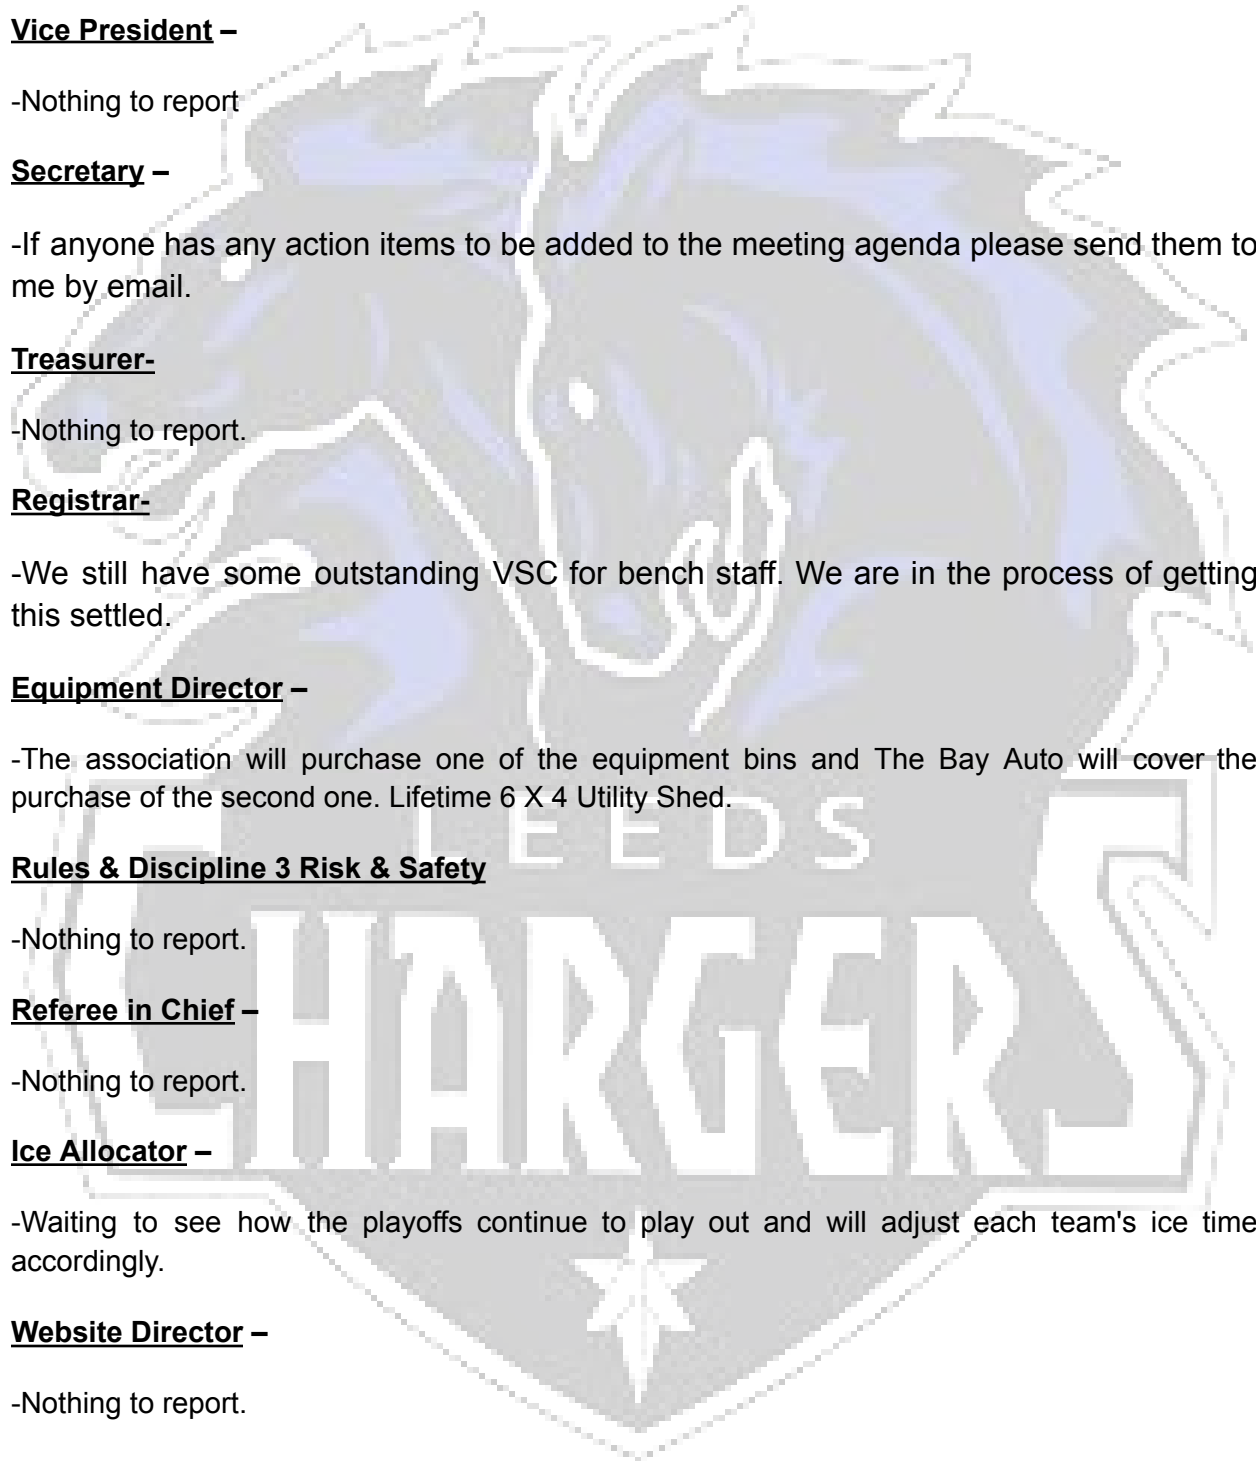 Vice President –
-Nothing to report
Secretary –
-If anyone has any action items to be added to the meeting agenda please send them to
me by email.
Treasurer-
-Nothing to report.
Registrar-
-We still have some outstanding VSC for bench staff. We are in the process of getting
this settled.
Equipment Director –
-The association will purchase one of the equipment bins and The Bay Auto will cover the
purchase of the second one. Lifetime 6 X 4 Utility Shed.
LEEDS
Rules & Discipline 3 Risk & Safety
-Nothing to report.
CHARGERS
Referee in Chief –
-Nothing to report.
Ice Allocator –
-Waiting to see how the playoffs continue to play out and will adjust each team's ice time
accordingly.
Website Director –
-Nothing to report.